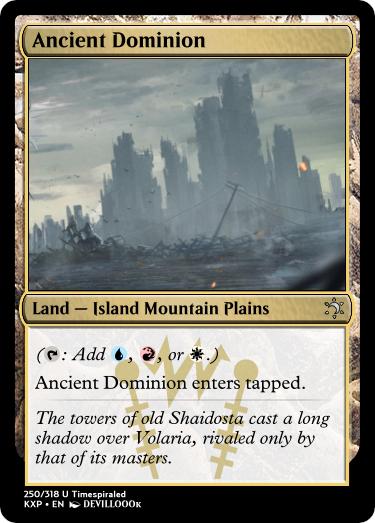 Ancient Dominion
Land — Island Mountain Plains
(: Add , , or .)
Ancient Dominion enters tapped.
The towers of old Shaidosta cast a long
shadow over Volaria, rivaled only by
that of its masters.
250/318 U Timespiraled
KXP • EN DEVILLOOOK